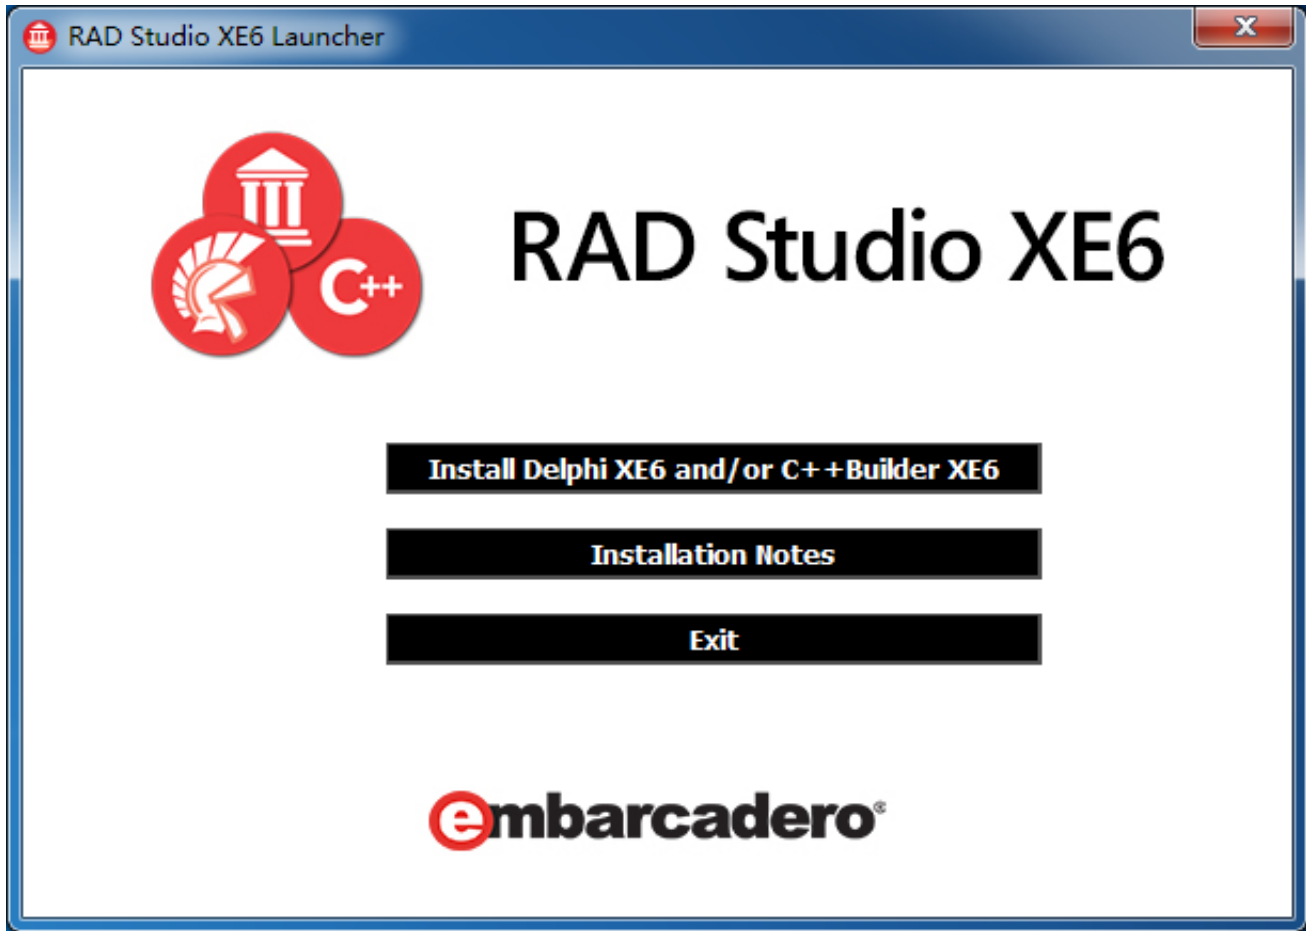 RAD Studio XE6 Launcher
x
C++
RAD Studio XE6
Install Delphi XE6 and/or C++Builder XE6
Installation Notes
Exit
embarcadero®